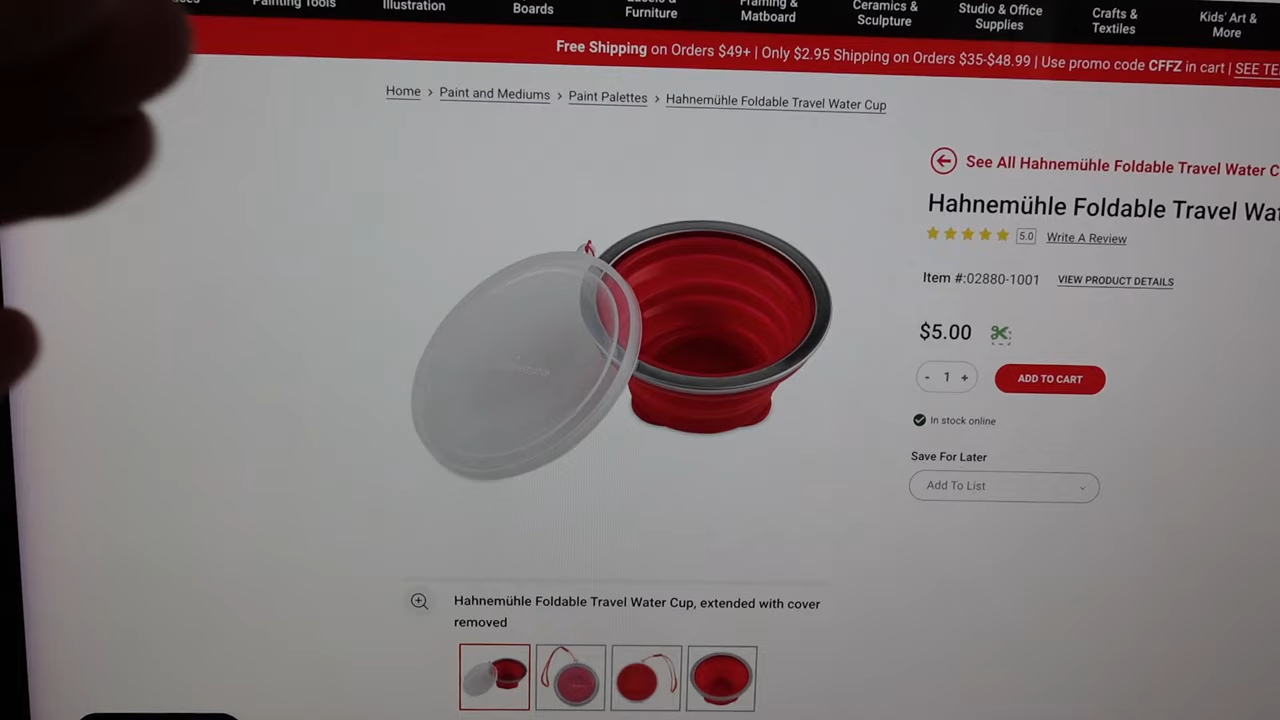 Painting Tools
Illustration
Boards
Furniture
Framing &
Matboard
Ceramics &
Sculpture
Studio & Office
Supplies
Crafts &
Textiles
Kids' Art &
More
Free Shipping on Orders $49+ | Only $2.95 Shipping on Orders $35-$48.99 | Use promo code CFFZ in cart | SEE
Home > Paint and Mediums > Paint Palettes > Hahnemühle Foldable Travel Water Cup
See All Hahnemühle Foldable Travel Water
Hahnemühle Foldable Travel
5.0 Write A Review
Item #:02880-1001 VIEW PRODUCT DETAILS
$5.00
- 1 + ADD TO CART
In stock online
Save For Later
Add To List
Hahnemühle Foldable Travel Water Cup, extended with cover
removed